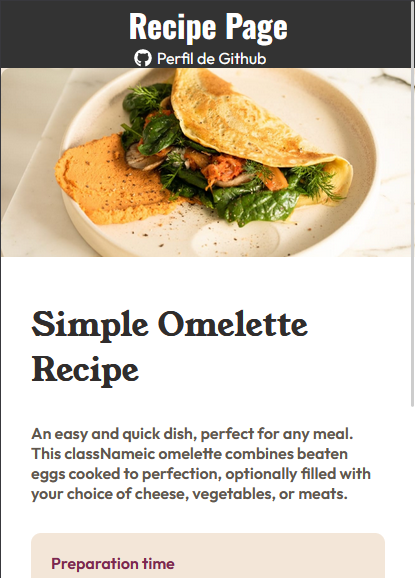 Recipe Page
Perfil de Github
Simple Omelette
Recipe
An easy and quick dish, perfect for any meal.
This classNameic omelette combines beaten
eggs cooked to perfection, optionally filled with
your choice of cheese, vegetables, or meats.
Preparation time